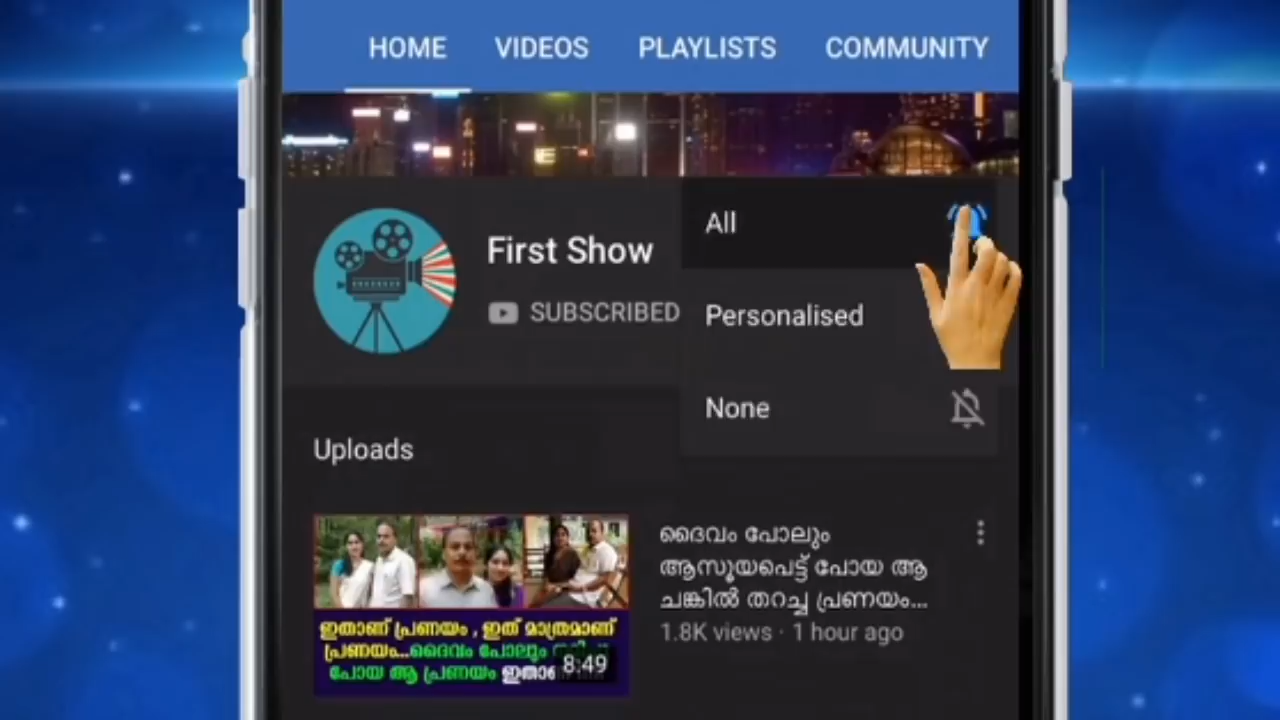 HOME VIDEOS PLAYLISTS COMMUNITY
First Show
SUBSCRIBED
All
Personalised
None
Uploads
ദൈവം പോലും
ആസൂയപെട്ട് പോയ ആ
ചങ്കിൽ തറച്ച പ്രണയം...
1.8K views · 1 hour ago
ഇതാണ് പ്രണയം , ഇത് മാത്രമാണ്
പ്രണയം...ദൈവം പോലും
പോയ ആ പ്രണയം
8:49